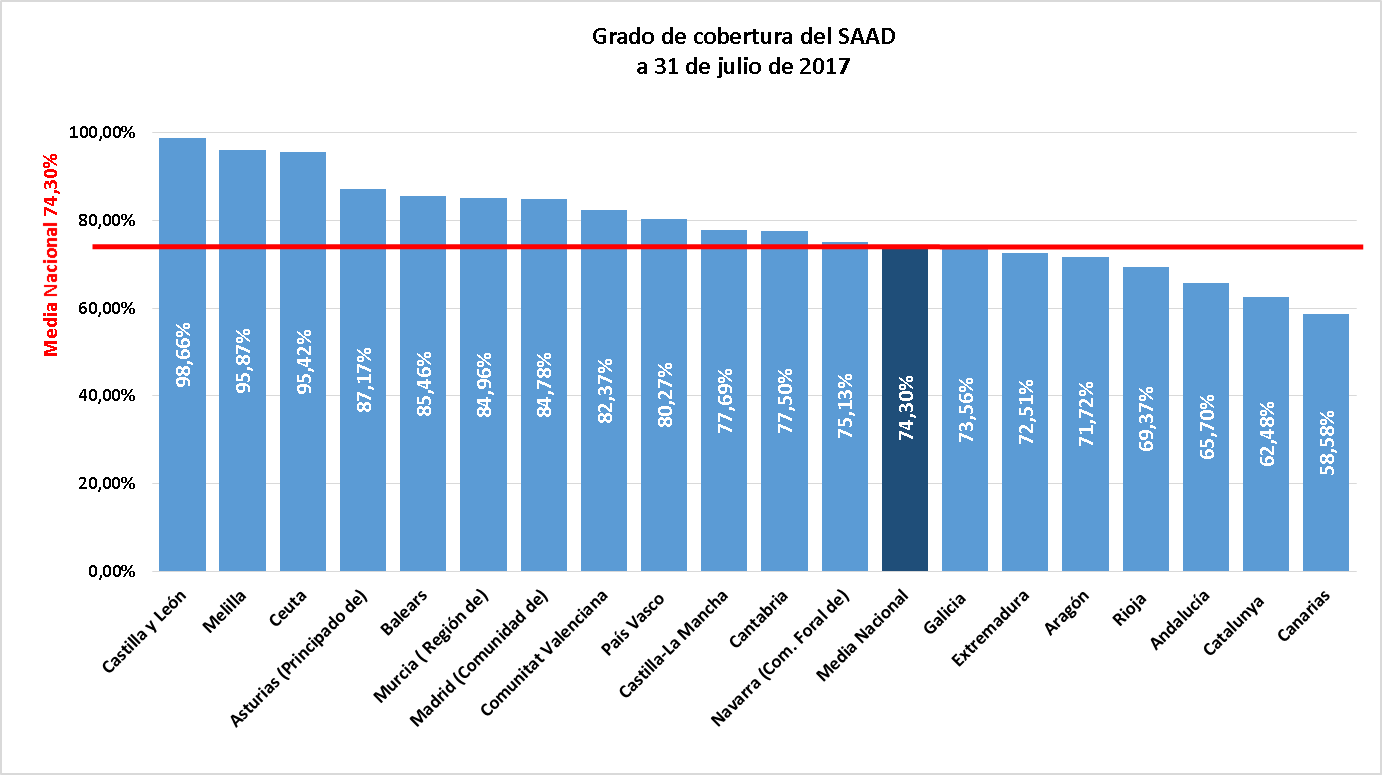 Grado de cobertura del SAAD
a 31 de julio de 2017
Media Nacional 74,30%
100,00%
80,00%
60,00%
40,00%
20,00%
0,00%
98,66%
95,87%
95,42%
87,17%
85,46%
84,96%
84,78%
82,37%
80,27%
77,69%
77,50%
75,13%
74,30%
73,56%
72,51%
71,72%
69,37%
65,70%
62,48%
58,58%
Castilla y León
Melilla
Ceuta
Asturias (Principado de)
Balears
Murcia ( Región de)
Madrid (Comunidad de)
Comunitat Valenciana
País Vasco
Castilla-La Mancha
Cantabria
Navarra (Com. Foral de)
Media Nacional
Galicia
Extremadura
Aragón
Rioja
Andalucía
Catalunya
Canarias